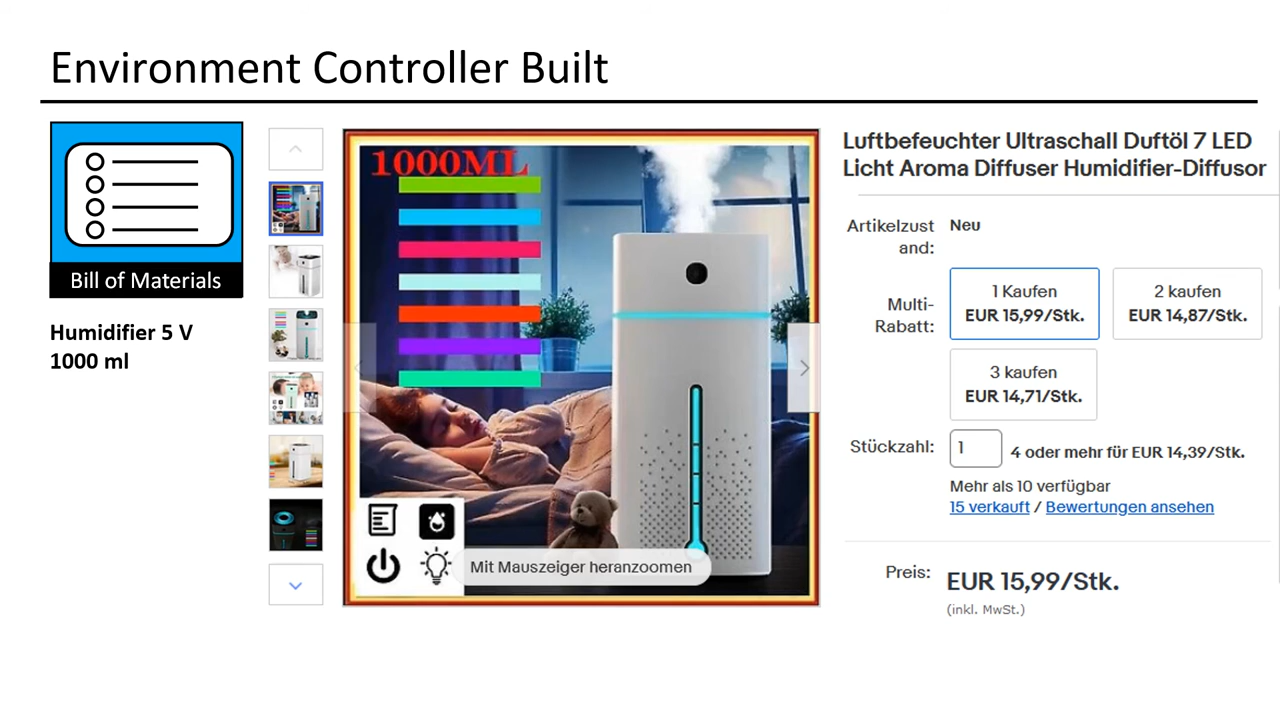 Environment Controller Built
Bill of Materials
Humidifier 5 V
1000 ml
1000ML
Mit Mauszeiger heranzoomen
Luftbefeuchter Ultraschall Duftöl 7 LED
Licht Aroma Diffuser Humidifier-Diffusor
Artikelzust
and:
Neu
Multi-
Rabatt:
1 Kaufen
EUR 15,99/Stk.
2 kaufen
EUR 14,87/Stk.
3 kaufen
EUR 14,71/Stk.
Stückzahl:
1
4 oder mehr für EUR 14,39/Stk.
Mehr als 10 verfügbar
15 verkauft / Bewertungen ansehen
Preis:
EUR 15,99/Stk.
(inkl. MwSt.)